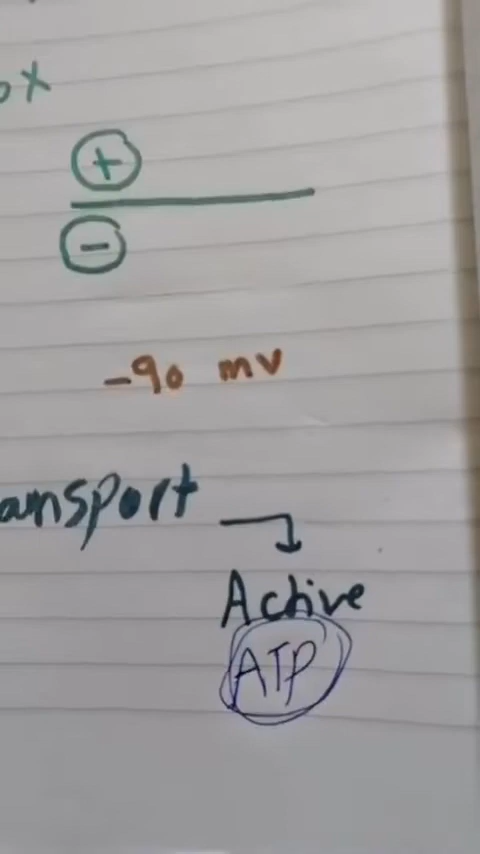 ox
+
-
-90 mv
ansport
Active
ATP